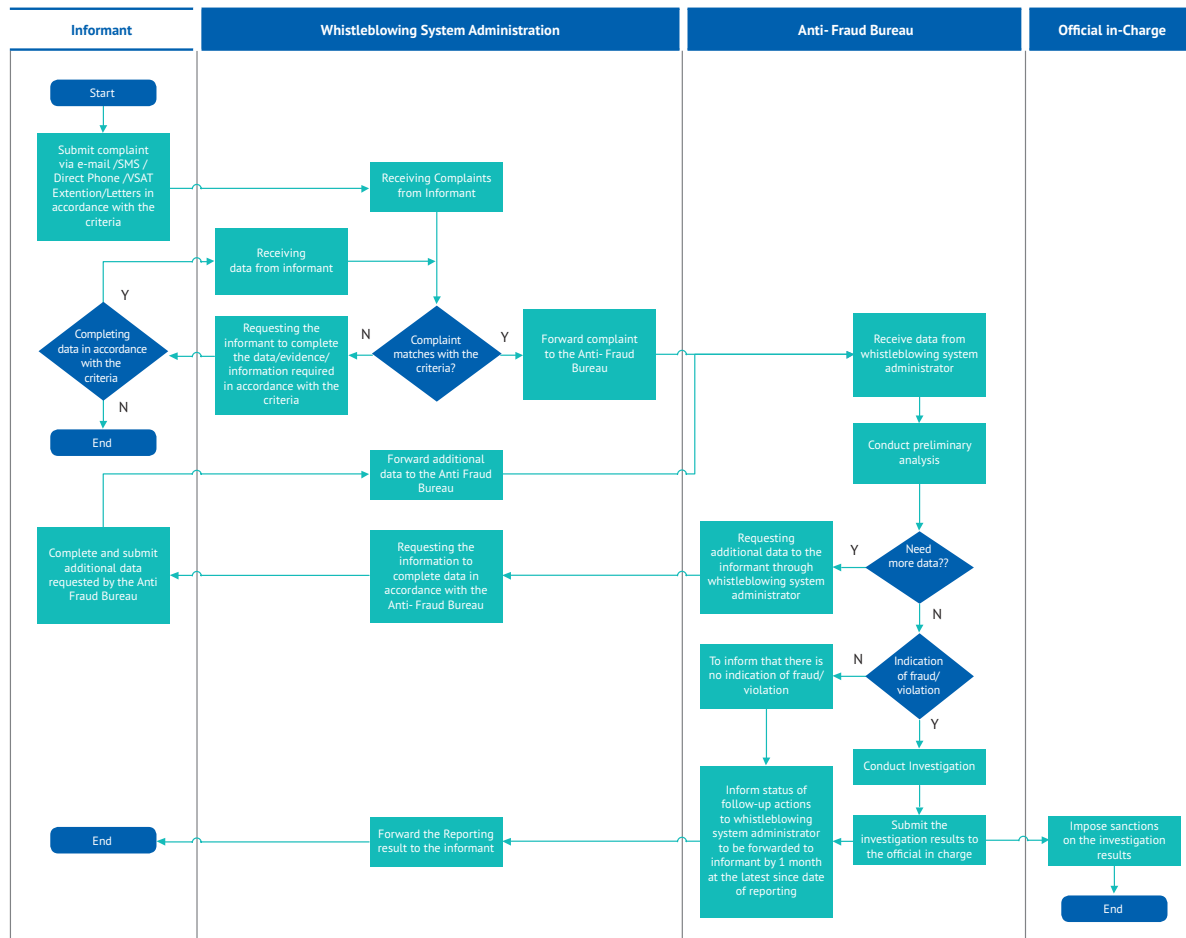 Informant
Whistleblowing System Administration
Anti- Fraud Bureau
Official in-Charge
Start
Submit complaint
via e-mail /SMS /
Direct Phone /VSAT
Extention/Letters in
accordance with the
criteria
Receiving Complaints
from Informant
Receiving
data from informant
Y
Completing
data in accordance
with the
criteria
N
End
Requesting the
informant to complete
the data/evidence/
information required
in accordance with the
criteria
N
Complaint
matches with the
criteria?
Y
Forward complaint
to the Anti- Fraud
Bureau
Receive data from
whistleblowing system
administrator
Conduct preliminary
analysis
Forward additional
data to the Anti Fraud
Bureau
Complete and submit
additional data
requested by the Anti
Fraud Bureau
Requesting the
information to
complete data in
accordance with the
Anti- Fraud Bureau
Requesting
additional data to the
informant through
whistleblowing system
administrator
Y
Need
more data??
N
To inform that there is
no indication of fraud/
violation
N
Indication
of fraud/
violation
Y
Conduct Investigation
End
Forward the Reporting
result to the informant
Inform status of
follow-up actions
to whistleblowing
system administrator
to be forwarded to
informant by 1 month
at the latest since date
of reporting
Submit the
investigation results to
the official in charge
Impose sanctions
on the investigation
results
End